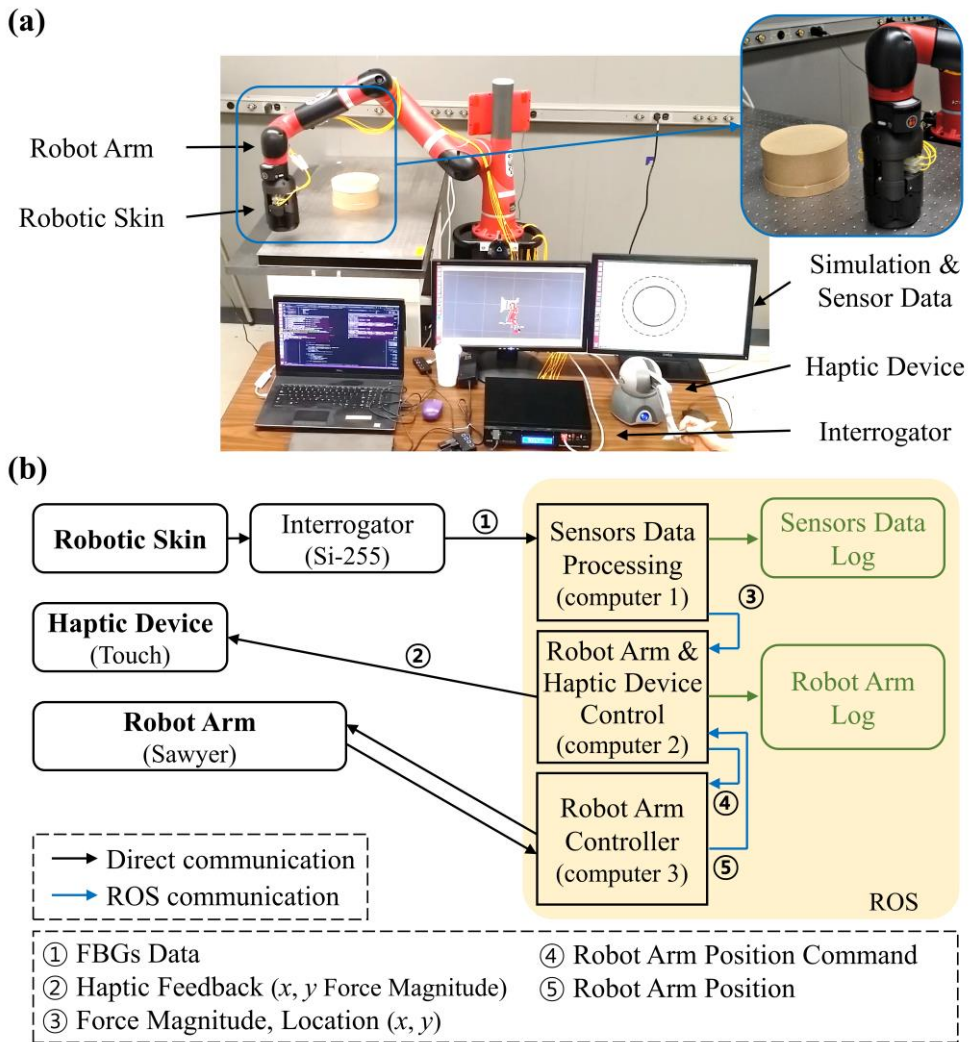 (a)
Robot Arm
Robotic Skin
Simulation &
Sensor Data
Haptic Device
Interrogator
(b)
Robotic Skin
Interrogator
(Si-255)
①
Sensors Data
Processing
(computer 1)
Sensors Data
Log
③
Haptic Device
(Touch)
②
Robot Arm &
Haptic Device
Control
(computer 2)
Robot Arm
Log
Robot Arm
(Sawyer)
④
Robot Arm
Controller
(computer 3)
⑤
ROS
Direct communication
ROS communication
① FBGs Data
② Haptic Feedback (x, y Force Magnitude)
③ Force Magnitude, Location (x, y)
④ Robot Arm Position Command
⑤ Robot Arm Position